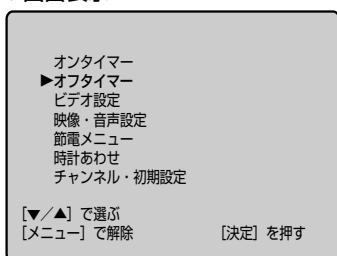 オンタイマー
▶オフタイマー
ビデオ設定
映像・音声設定
節電メニュー
時計あわせ
チャンネル・初期設定
[▼／▲] で選ぶ
[メニュー] で解除 [決定] を押す